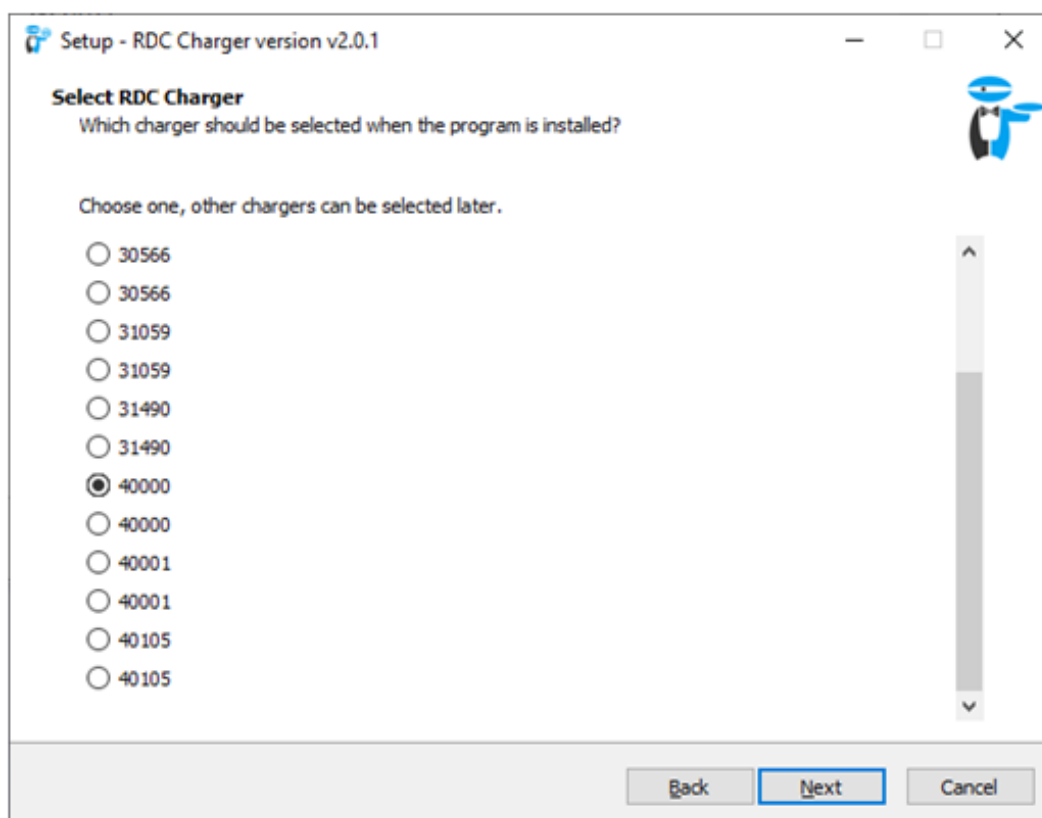 Setup - RDC Charger version v2.0.1
Select RDC Charger
Which charger should be selected when the program is installed?
Choose one, other chargers can be selected later.
30566
30566
31059
31059
31490
31490
40000
40000
40001
40001
40105
40105
Back Next Cancel